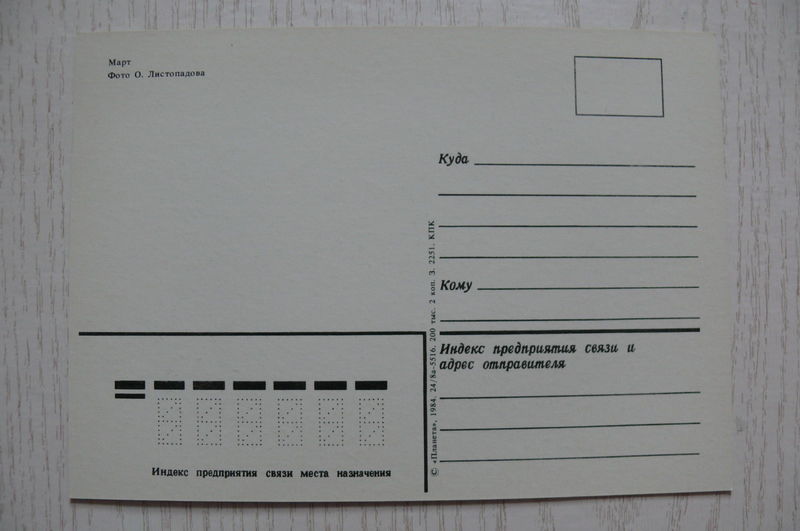 Март
Фото О. Листопадова
Куда
Кому
© «Планета», 1984, 24/8а-5516, 200 тыс. 2 коп. З. 2251. КПК
Индекс предприятия связи и
адрес отправителя
Индекс предприятия связи места назначения